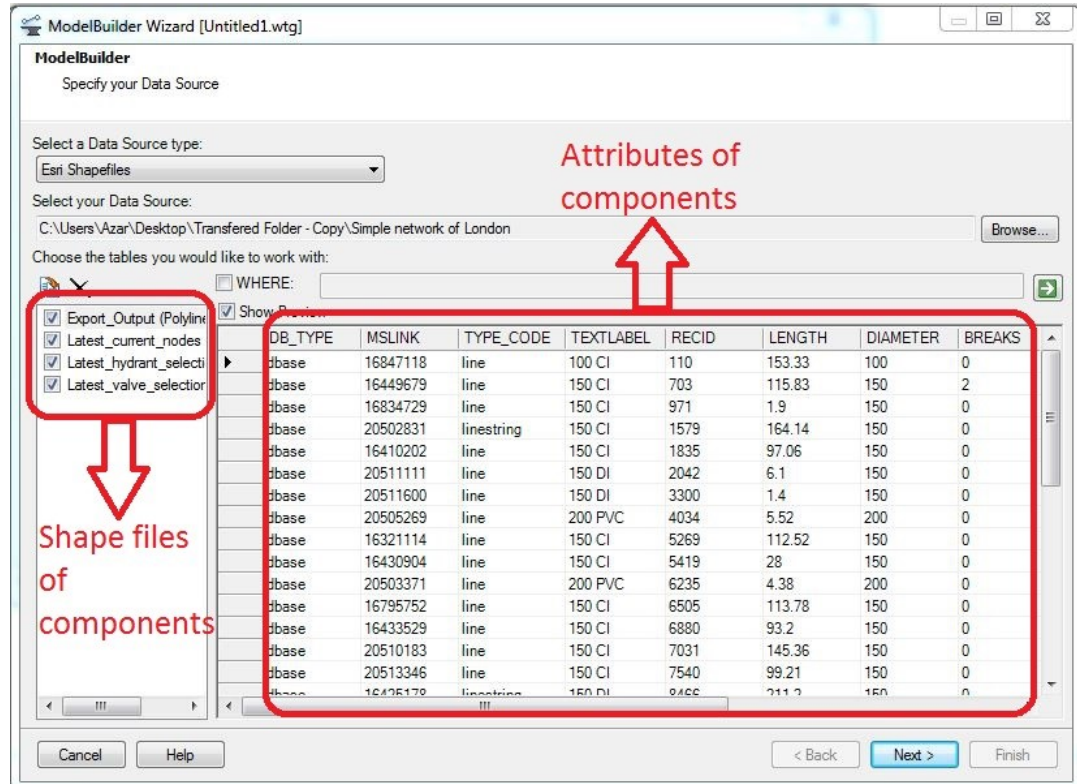 ModelBuilder Wizard [Untitled1.wtg]
ModelBuilder
Specify your Data Source
Select a Data Source type:
Esri Shapefiles
Select your Data Source:
C:\Users\Azar\Desktop\Transfered Folder - Copy\Simple network of London
Browse...
Choose the tables you would like to work with:
WHERE:
Show Preview
Export_Output (Polyline
Latest_current_nodes
Latest_hydrant_selecti
Latest_valve_selection
Attributes of
components
Shape files
of
components
DB_TYPE MSLINK TYPE_CODE TEXTLABEL RECID LENGTH DIAMETER BREAKS
dbase 16847118 line 100 CI 110 153.33 100 0
dbase 16449679 line 150 CI 703 115.83 150 2
dbase 16834729 line 150 CI 971 1.9 150 0
dbase 20502831 linestring 150 CI 1579 164.14 150 0
dbase 16410202 line 150 CI 1835 97.06 150 0
dbase 20511111 line 150 DI 2042 6.1 150 0
dbase 20511600 line 150 DI 3300 1.4 150 0
dbase 20505269 line 200 PVC 4034 5.52 200 0
dbase 16321114 line 150 CI 5269 112.52 150 0
dbase 16430904 line 150 CI 5419 28 150 0
dbase 20503371 line 200 PVC 6235 4.38 200 0
dbase 16795752 line 150 CI 6505 113.78 150 0
dbase 16433529 line 150 CI 6880 93.2 150 0
dbase 20510183 line 150 CI 7031 145.36 150 0
dbase 20513346 line 150 CI 7540 99.21 150 0
dbase 16425178 linestring 150 DI 8466 211.2 150 0
Cancel
Help
< Back
Next >
Finish